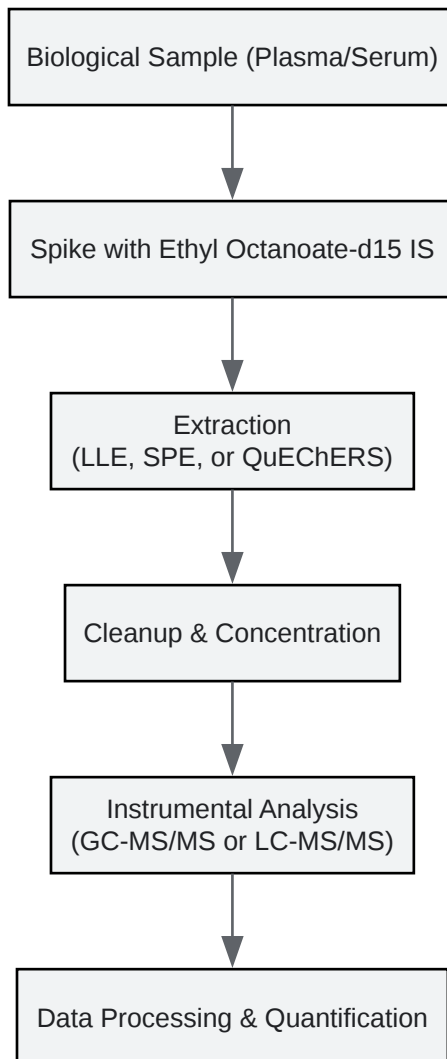 Biological Sample (Plasma/Serum)
Spike with Ethyl Octanoate-d15 IS
Extraction
(LLE, SPE, or QuEChERS)
Cleanup & Concentration
Instrumental Analysis
(GC-MS/MS or LC-MS/MS)
Data Processing & Quantification